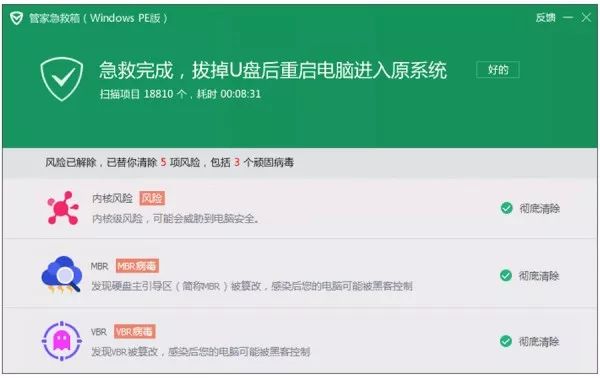 管家急救箱（Windows PE版）
反馈
急救完成，拔掉U盘后重启电脑进入原系统
好的
扫描项目 18810 个，耗时 00:08:31
风险已解除，已替你清除 5 项风险，包括 3 个顽固病毒
内核风险 风险
内核级风险，可能会威胁到电脑安全。
彻底清除
MBR MBR病毒
发现硬盘主引导区（简称MBR）被篡改，感染后您的电脑可能被黑客控制
彻底清除
VBR VBR病毒
发现VBR被篡改，感染后您的电脑可能被黑客控制
彻底清除